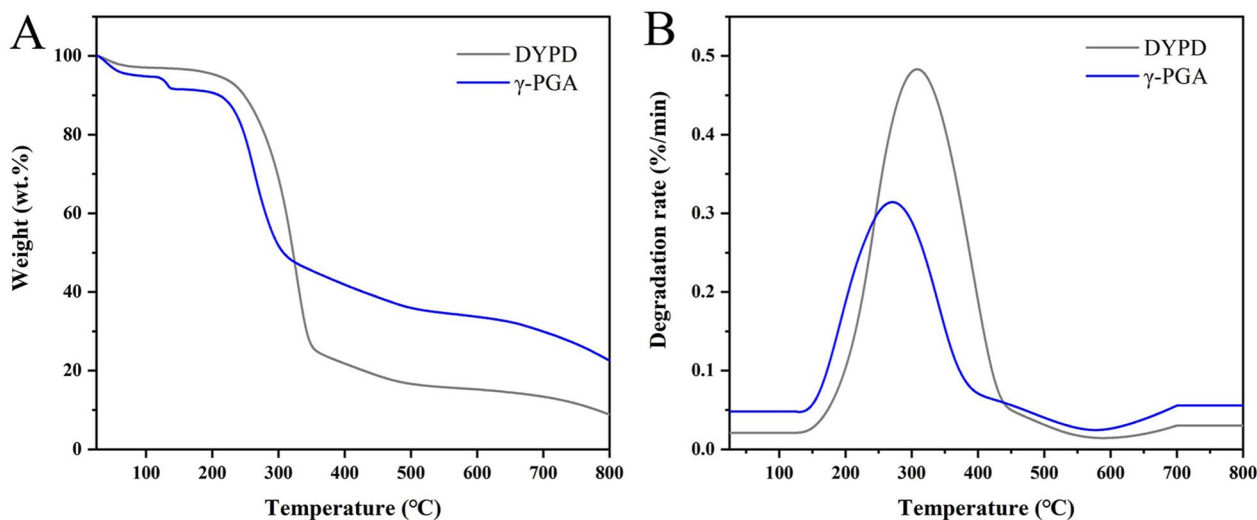 A
DYPD
γ-PGA
Weight (wt.%)
100
80
60
40
20
0
100 200 300 400 500 600 700 800
Temperature (℃)
B
DYPD
γ-PGA
Degradation rate (%/min)
0.5
0.4
0.3
0.2
0.1
0.0
100 200 300 400 500 600 700 800
Temperature (℃)